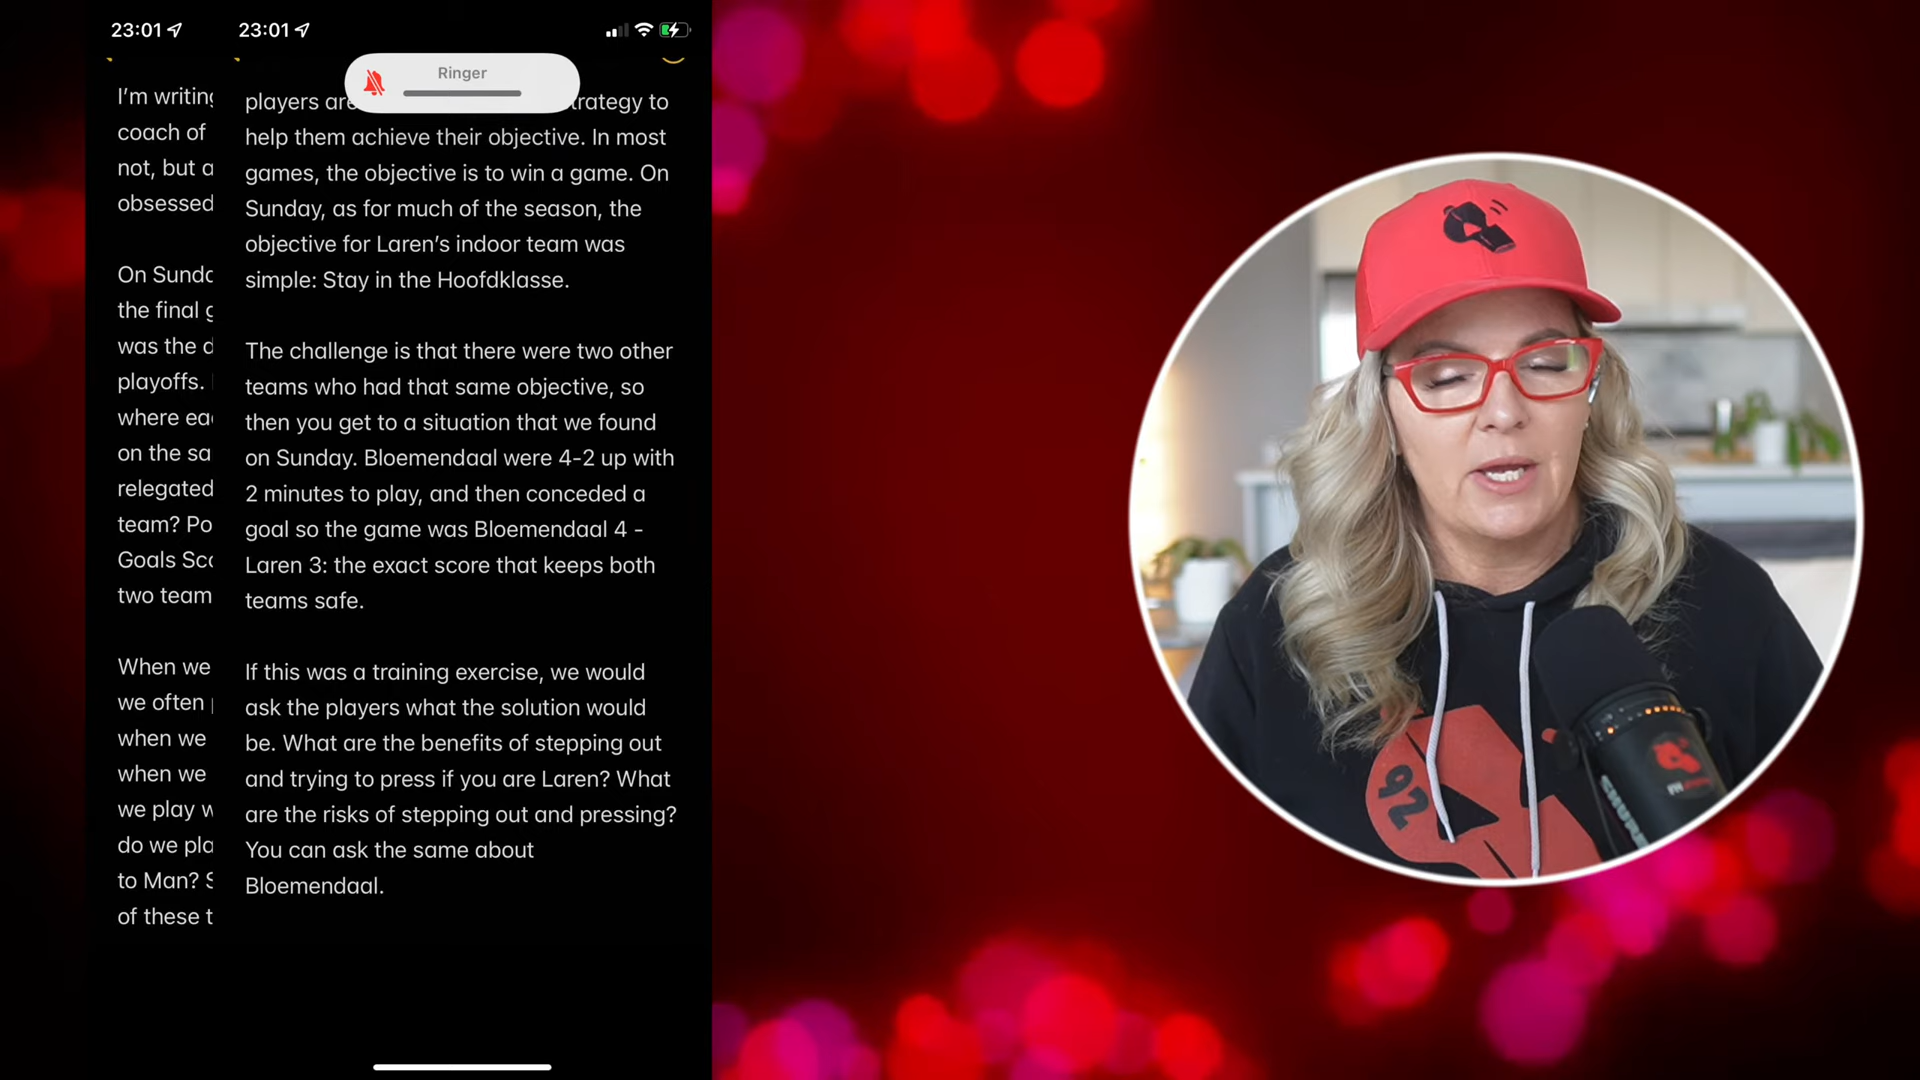 23:01
I'm writing
coach of
not, but a
obsessed
On Sunda
the final g
was the d
playoffs.
where eac
on the sa
relegated
team? Po
Goals Sco
two team
When we
we often
when we
when we
we play w
do we pla
to Man? S
of these t
23:01
Ringer
players are
trategy to
help them achieve their objective. In most
games, the objective is to win a game. On
Sunday, as for much of the season, the
objective for Laren's indoor team was
simple: Stay in the Hoofdklasse.
The challenge is that there were two other
teams who had that same objective, so
then you get to a situation that we found
on Sunday. Bloemendaal were 4-2 up with
2 minutes to play, and then conceded a
goal so the game was Bloemendaal 4 -
Laren 3: the exact score that keeps both
teams safe.
If this was a training exercise, we would
ask the players what the solution would
be. What are the benefits of stepping out
and trying to press if you are Laren? What
are the risks of stepping out and pressing?
You can ask the same about
Bloemendaal.
92